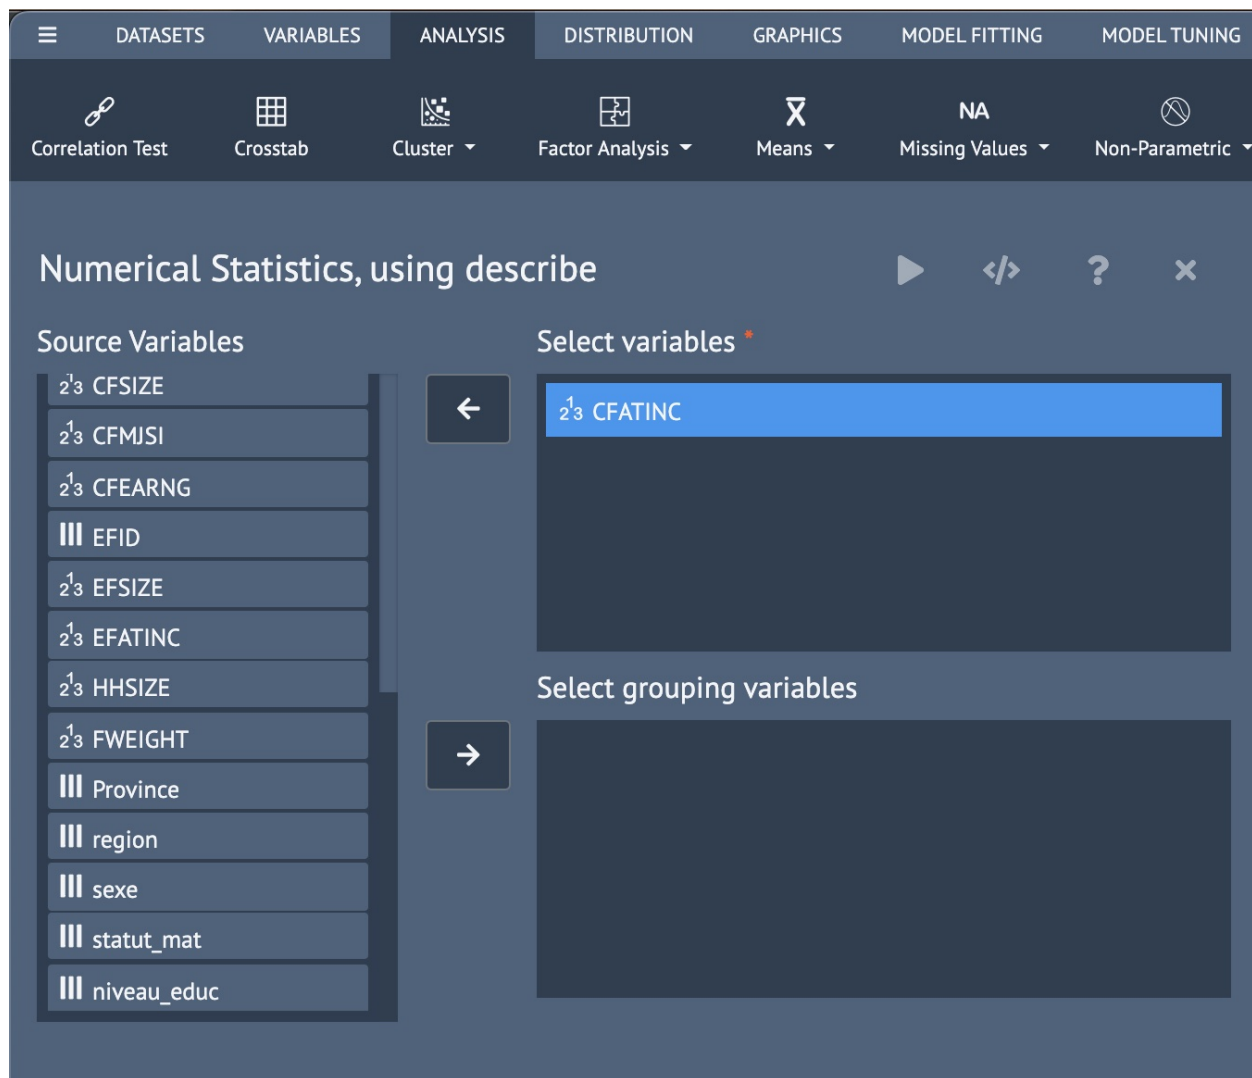 DATASETS VARIABLES ANALYSIS DISTRIBUTION GRAPHICS MODEL FITTING MODEL TUNING
NA
Correlation Test Crosstab Cluster Factor Analysis Means Missing Values Non-Parametric
Numerical Statistics, using describe
Source Variables
CFSIZE
CFMJSI
CFEARNG
EFID
EFSIZE
EFATINC
HHSIZE
FWEIGHT
Province
region
sexe
statut_mat
niveau_educ
Select variables *
CFATINC
Select grouping variables